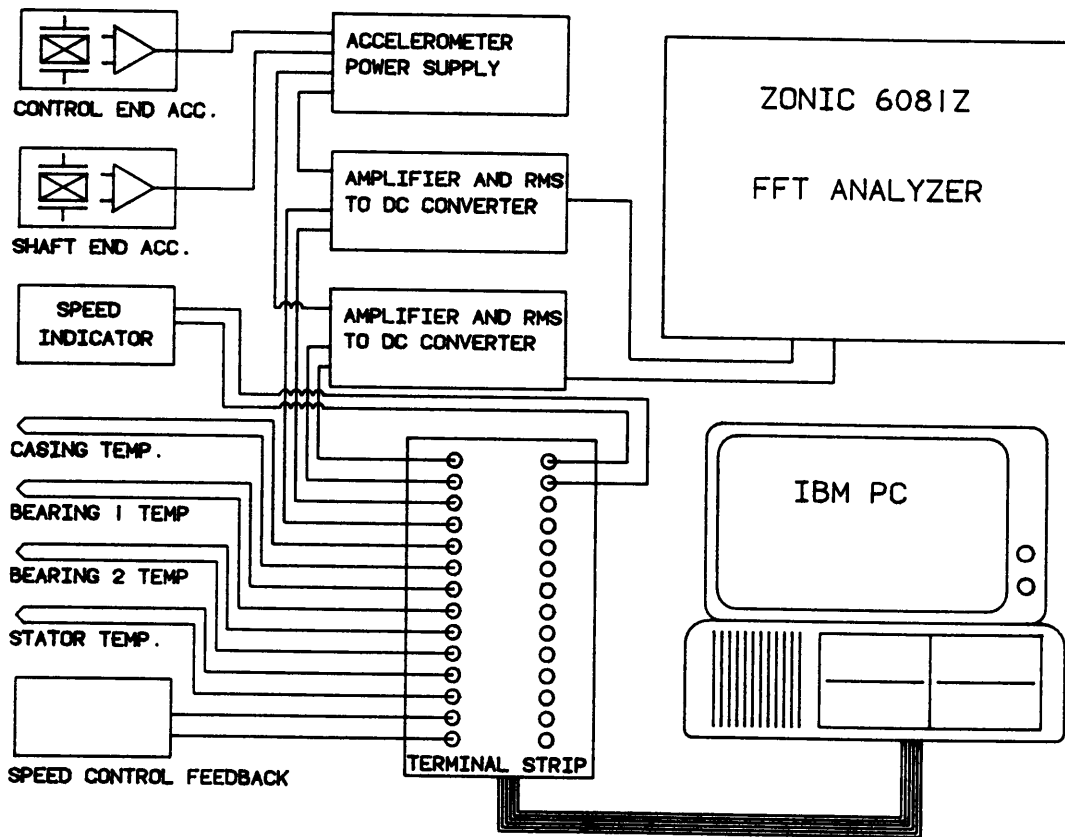 ACCELEROMETER
POWER SUPPLY
CONTROL END ACC.
ZONIC 6081Z
FFT ANALYZER
AMPLIFIER AND RMS
TO DC CONVERTER
SHAFT END ACC.
SPEED
INDICATOR
AMPLIFIER AND RMS
TO DC CONVERTER
CASING TEMP.
BEARING 1 TEMP
BEARING 2 TEMP
STATOR TEMP.
IBM PC
SPEED CONTROL FEEDBACK
TERMINAL STRIP